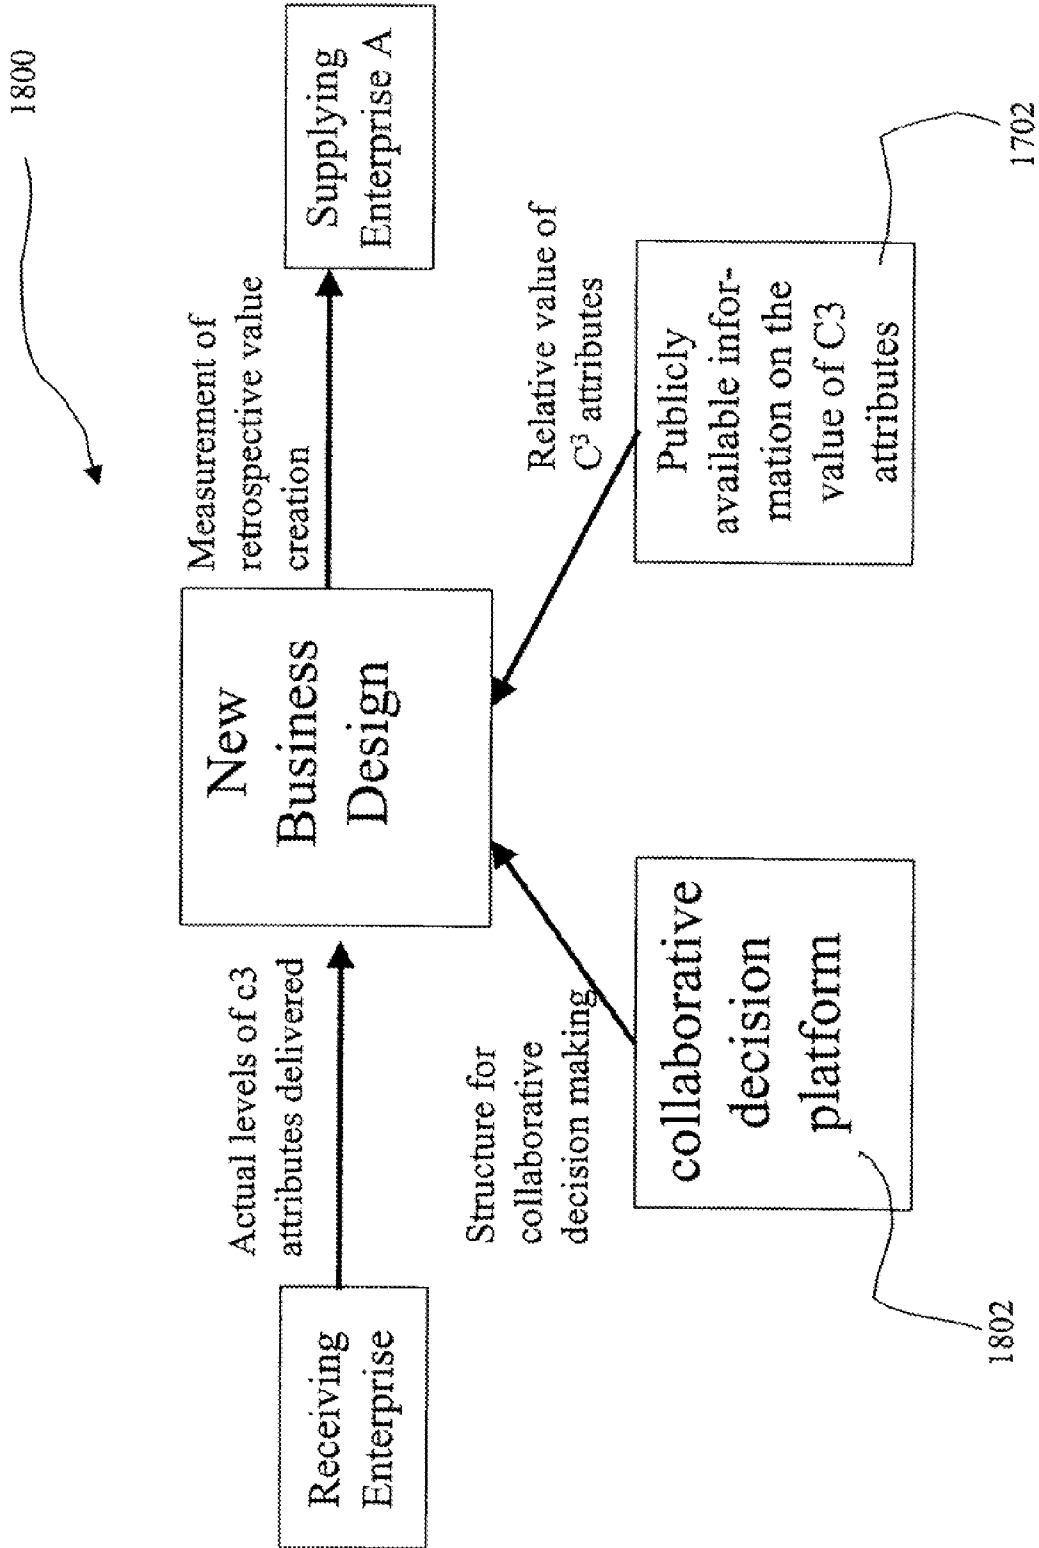 1800
Receiving
Enterprise
Actual levels of c3
attributes delivered
New
Business
Design
Measurement of
retrospective value
creation
Supplying
Enterprise A
Structure for
collaborative
decision making
Relative value of
C³ attributes
collaborative
decision
platform
Publicly
available infor-
mation on the
value of C3
attributes
1802
1702